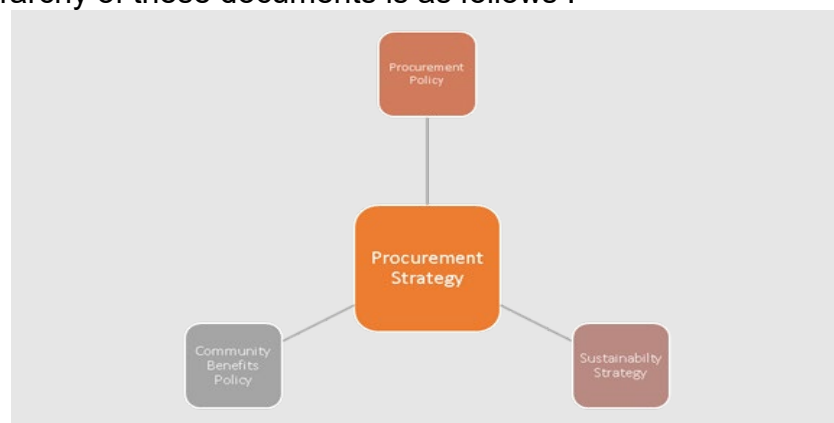 rarchy of these documents is as follows :
Procurement
Policy
Procurement
Strategy
Community
Benefits
Policy
Sustainabilty
Strategy